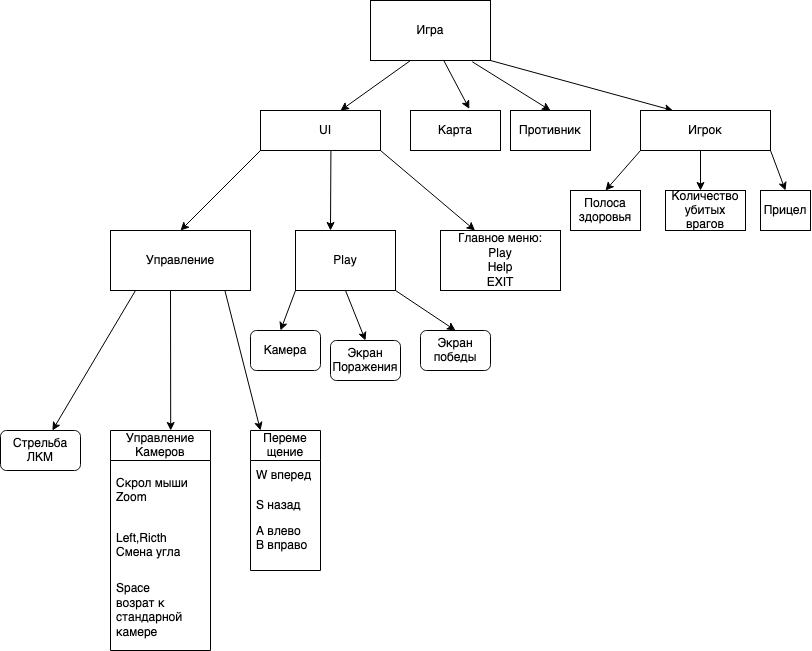 Игра
UI
Карта
Противник
Игрок
Полоса
здоровья
Количество
убитых
врагов
Прицел
Управление
Play
Главное меню:
Play
Help
EXIT
Камера
Экран
Поражения
Экран
победы
Стрельба
ЛКМ
Управление
Камеров
Скрол мыши
Zoom
Left,Ricth
Смена угла
Space
возрат к
стандарной
камере
Переме
щение
W вперед
S назад
A влево
B вправо